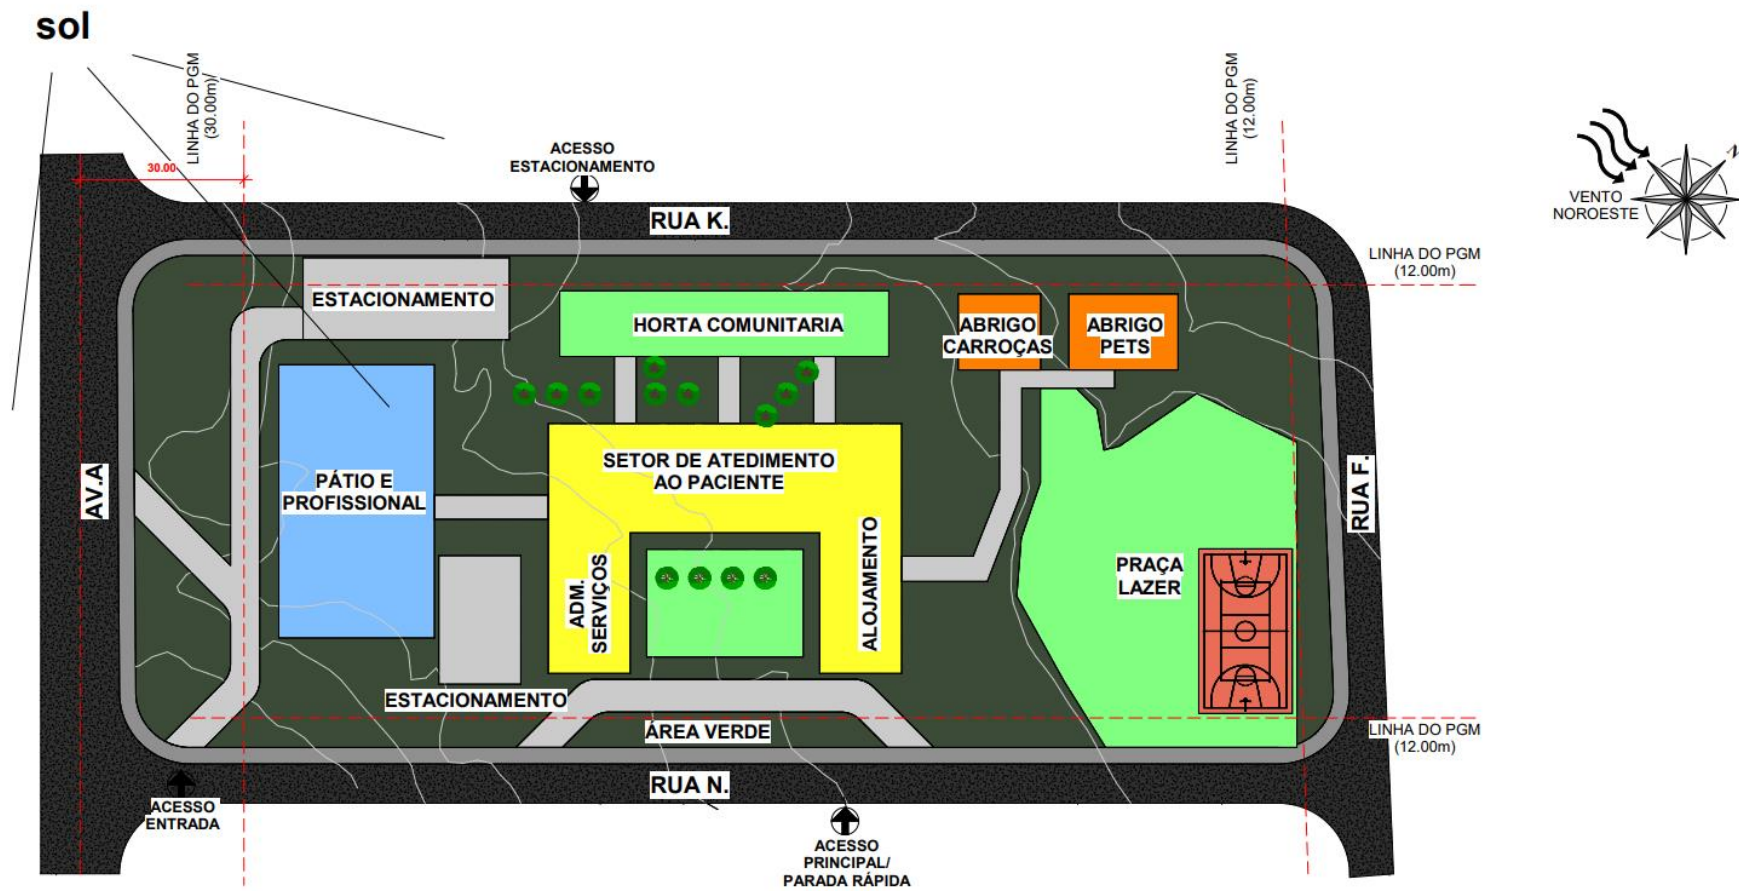 sol
LINHA DO PGM
(30.00m)
30.00
ACESSO
ESTACIONAMENTO
LINHA DO PGM
(12.00m)
N
VENTO
NOROESTE
RUA K.
LINHA DO PGM
(12.00m)
ESTACIONAMENTO
HORTA COMUNITARIA
ABRIGO
CARROÇAS
ABRIGO
PETS
SETOR DE ATEDIMENTO
AO PACIENTE
PÁTIO E
PROFISSIONAL
AV.A
RUA F.
ADM.
SERVIÇOS
ALOJAMENTO
PRAÇA
LAZER
ESTACIONAMENTO
ÁREA VERDE
LINHA DO PGM
(12.00m)
RUA N.
ACESSO
ENTRADA
ACESSO
PRINCIPAL/
PARADA RÁPIDA